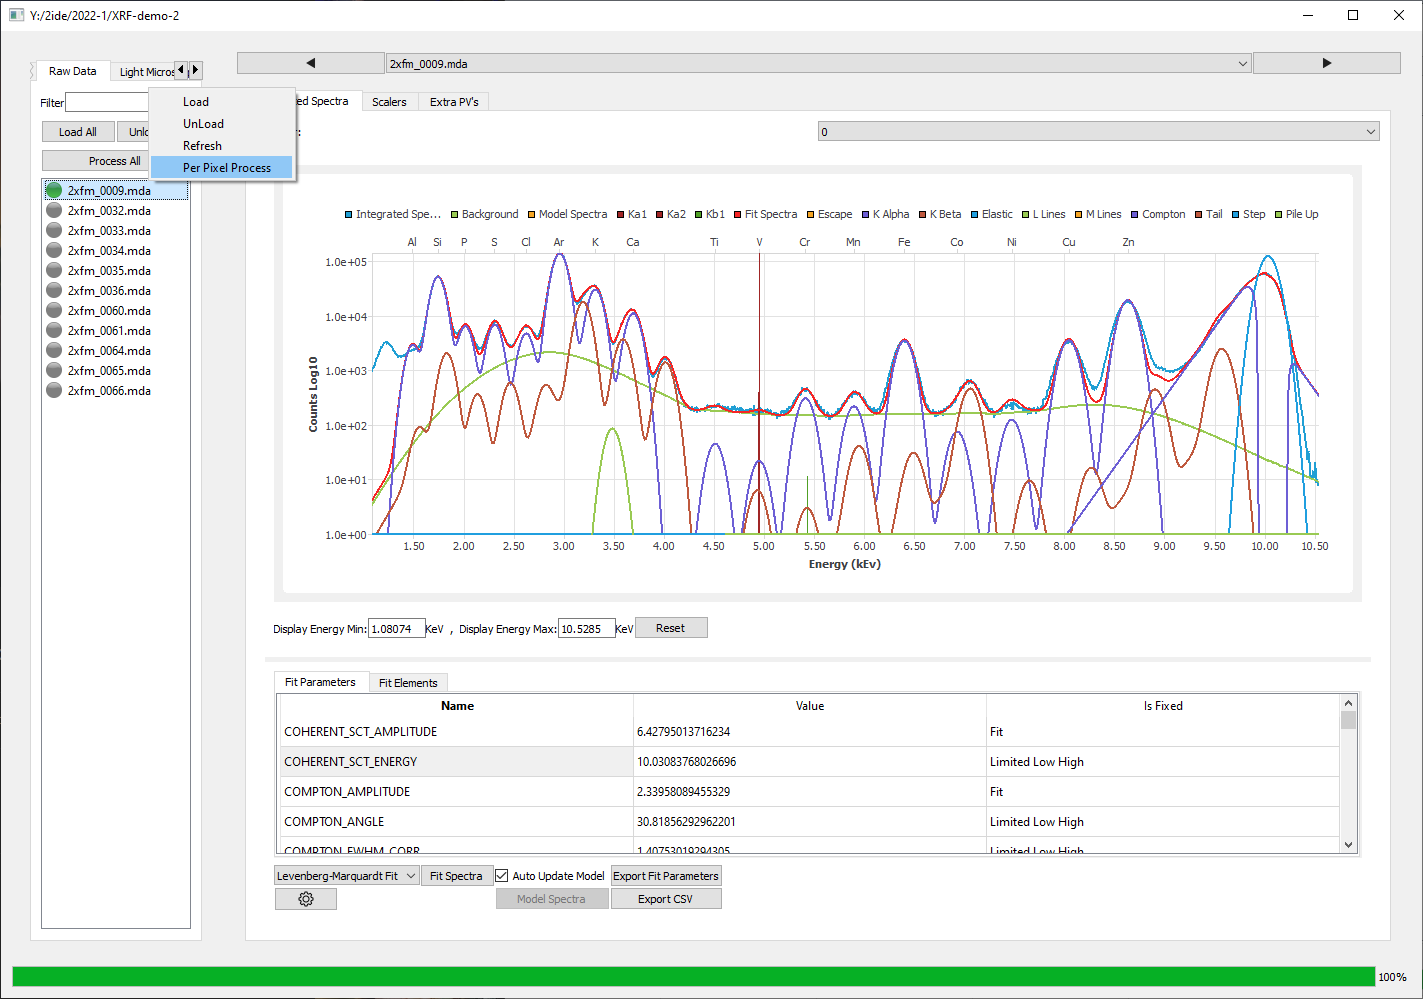 Y:/2ide/2022-1/XRF-demo-2
Raw Data
Light Micros
2xfm_0009.mda
Filter
Load All
Unlo
Process All
Load
UnLoad
Refresh
Per Pixel Process
2xfm_0009.mda
2xfm_0032.mda
2xfm_0033.mda
2xfm_0034.mda
2xfm_0035.mda
2xfm_0036.mda
2xfm_0060.mda
2xfm_0061.mda
2xfm_0064.mda
2xfm_0065.mda
2xfm_0066.mda
ed Spectra Scalers Extra PV's
r: 0
Integrated Spe... Background Model Spectra Ka1 Ka2 Kb1 Fit Spectra Escape K Alpha K Beta Elastic L Lines M Lines Compton Tail Step Pile Up
Al Si P S Cl Ar K Ca Ti V Cr Mn Fe Co Ni Cu Zn
1.0e+05
1.0e+04
1.0e+03
1.0e+02
1.0e+01
1.0e+00
Counts Log10
1.50 2.00 2.50 3.00 3.50 4.00 4.50 5.00 5.50 6.00 6.50 7.00 7.50 8.00 8.50 9.00 9.50 10.00 10.50
Energy (kEv)
Display Energy Min: 1.08074 KeV , Display Energy Max: 10.5285 KeV Reset
Fit Parameters Fit Elements
Name Value Is Fixed
COHERENT_SCT_AMPLITUDE 6.42795013716234 Fit
COHERENT_SCT_ENERGY 10.03083768026696 Limited Low High
COMPTON_AMPLITUDE 2.33958089455329 Fit
COMPTON_ANGLE 30.81856292962201 Limited Low High
COMPTON_FWHM_CORR 1.40753019294305 Limited Low High
Levenberg-Marquardt Fit Fit Spectra Auto Update Model Export Fit Parameters
Model Spectra Export CSV
100%